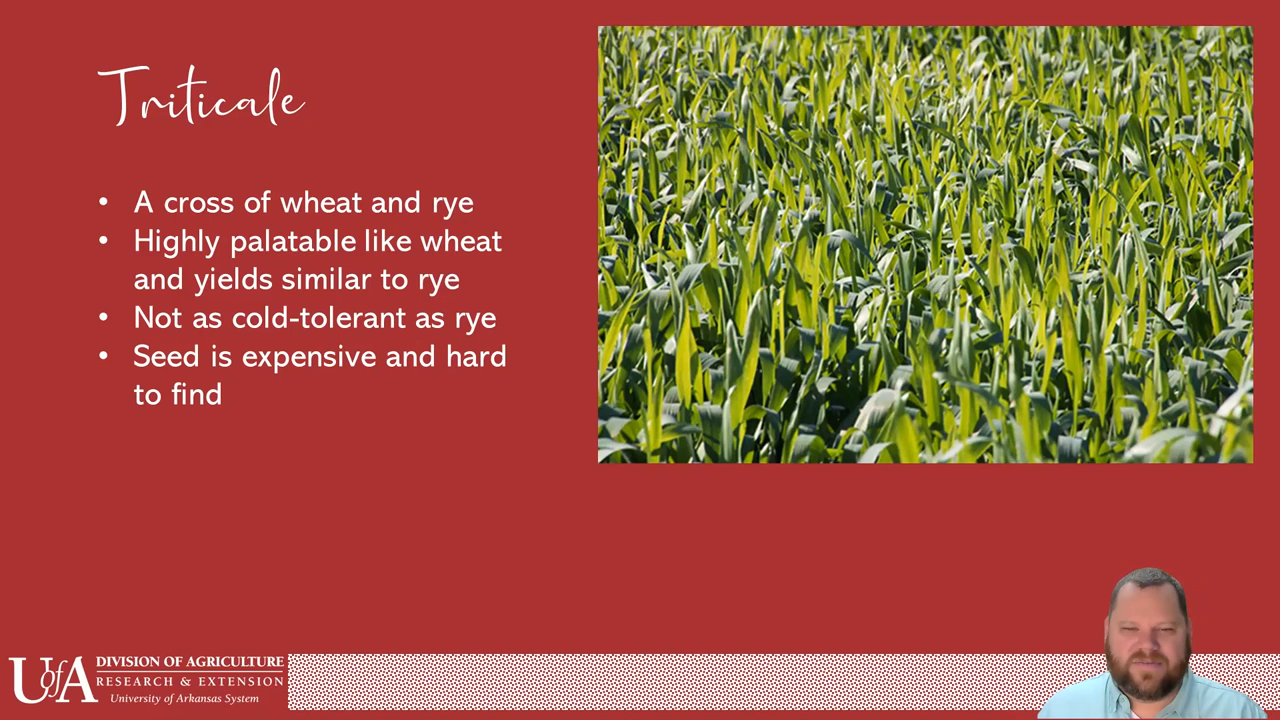 Triticale
• A cross of wheat and rye
• Highly palatable like wheat
and yields similar to rye
• Not as cold-tolerant as rye
• Seed is expensive and hard
to find
UofA
DIVISION OF AGRICULTURE
RESEARCH & EXTENSION
University of Arkansas System